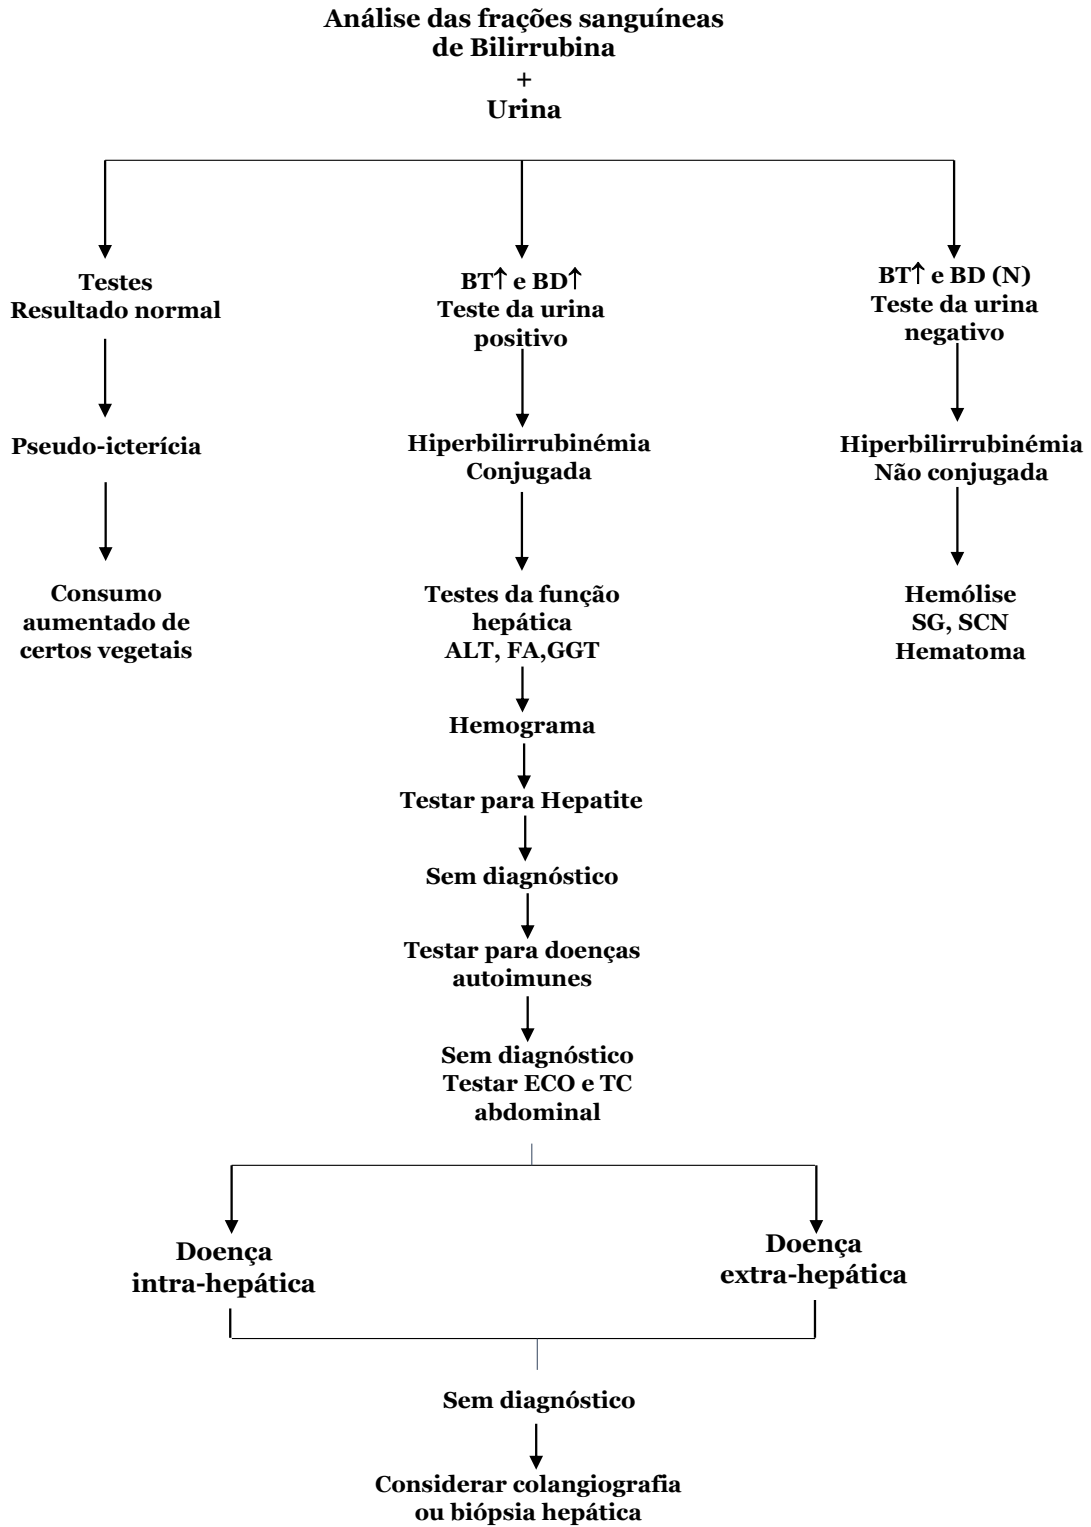 Análise das frações sanguíneas
de Bilirrubina
+
Urina
Testes
Resultado normal
BT↑ e BD↑
Teste da urina
positivo
BT↑ e BD (N)
Teste da urina
negativo
Pseudo-icterícia
Hiperbilirrubinémia
Conjugada
Hiperbilirrubinémia
Não conjugada
Consumo
aumentado de
certos vegetais
Testes da função
hepática
ALT, FA,GGT
Hemólise
SG, SCN
Hematoma
Hemograma
Testar para Hepatite
Sem diagnóstico
Testar para doenças
autoimunes
Sem diagnóstico
Testar ECO e TC
abdominal
Doença
intra-hepática
Doença
extra-hepática
Sem diagnóstico
Considerar colangiografia
ou biópsia hepática